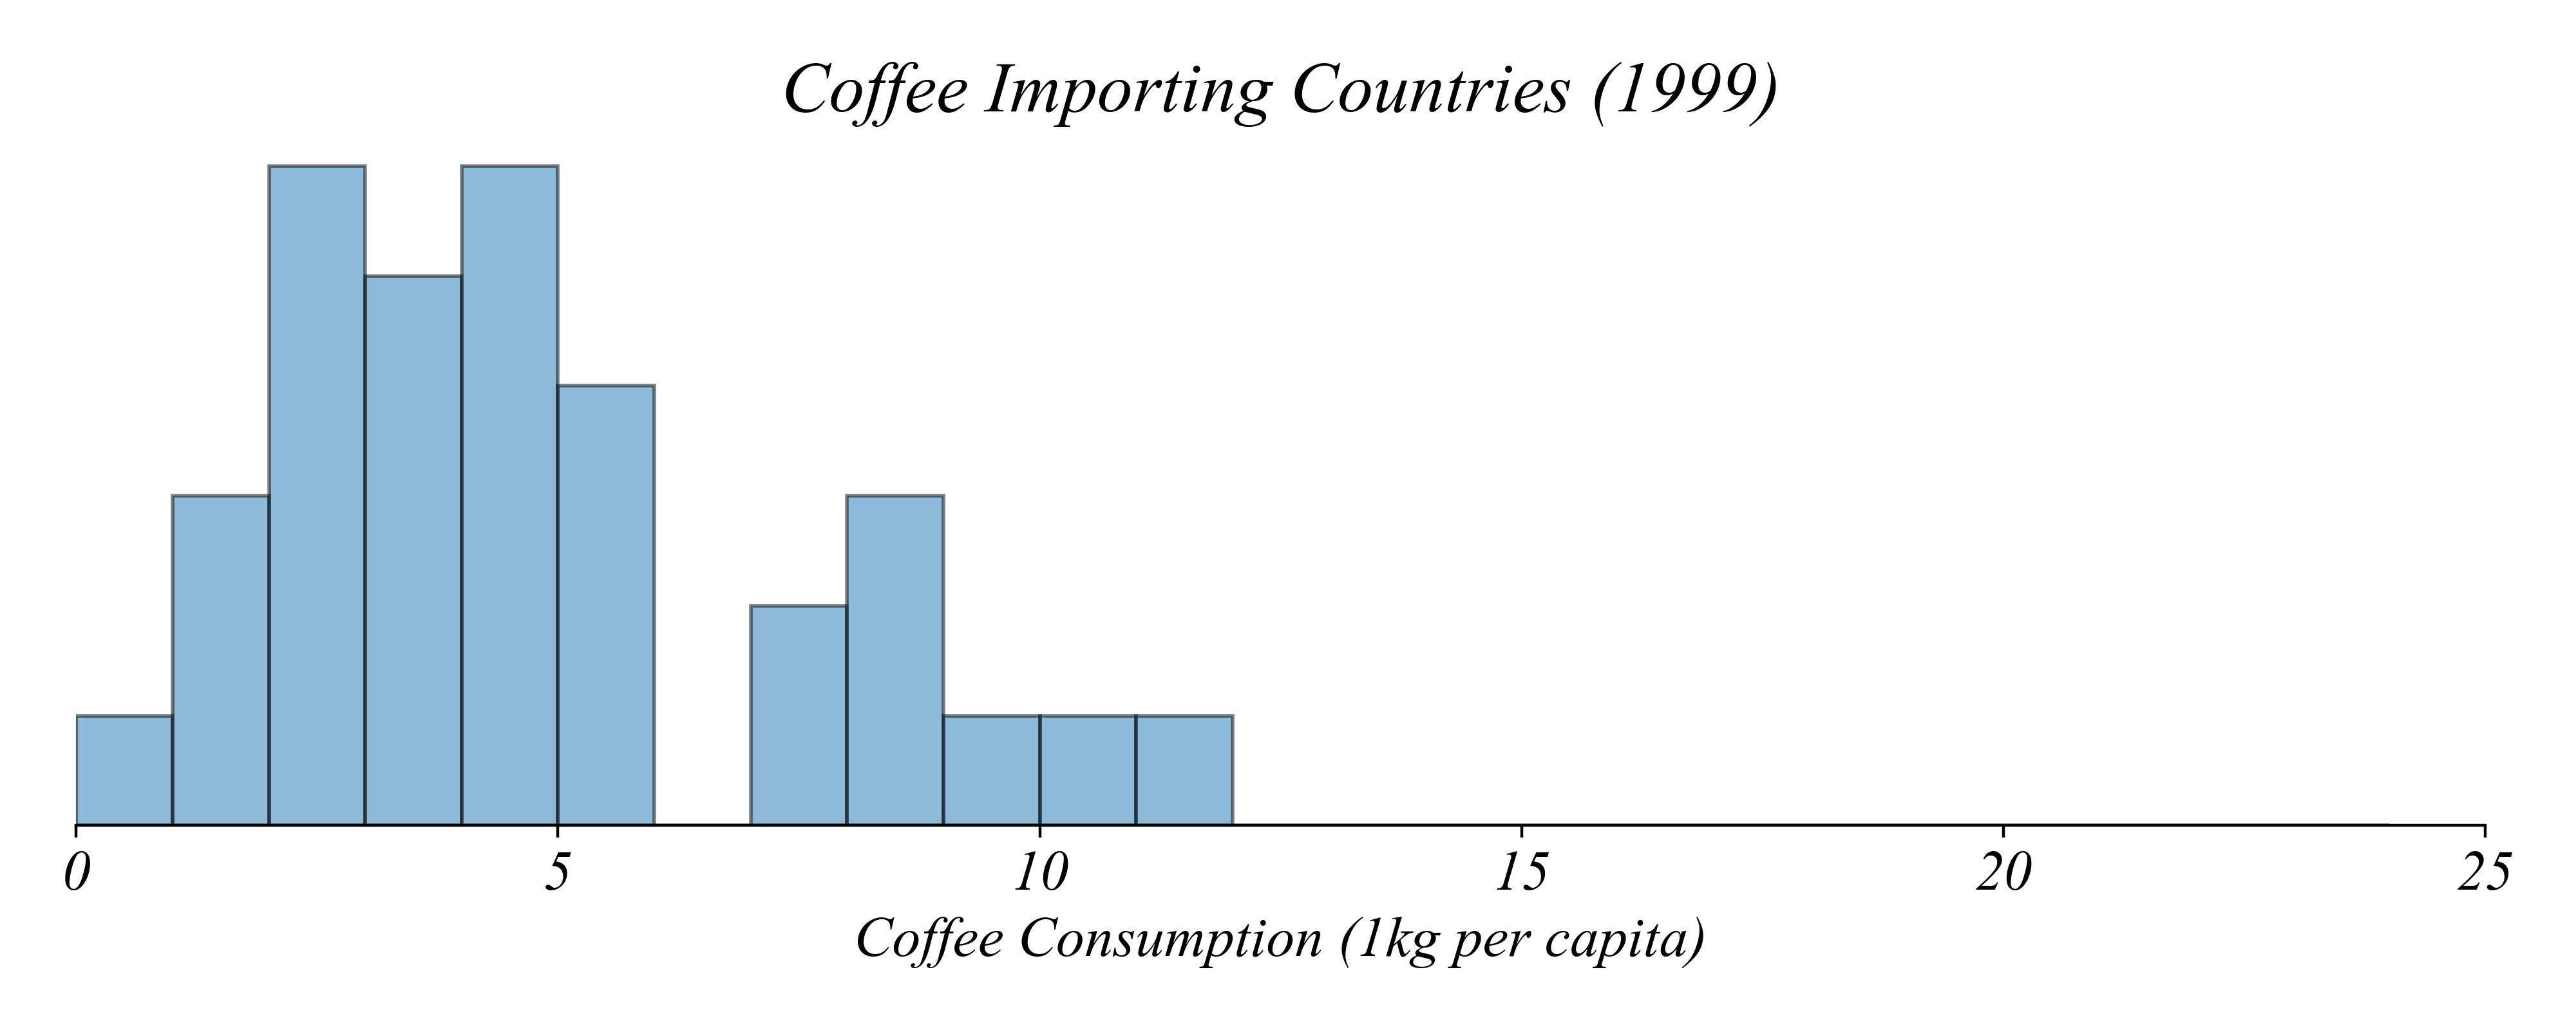 Coffee Importing Countries (1999)
0 5 10 15 20 25
Coffee Consumption (1kg per capita)